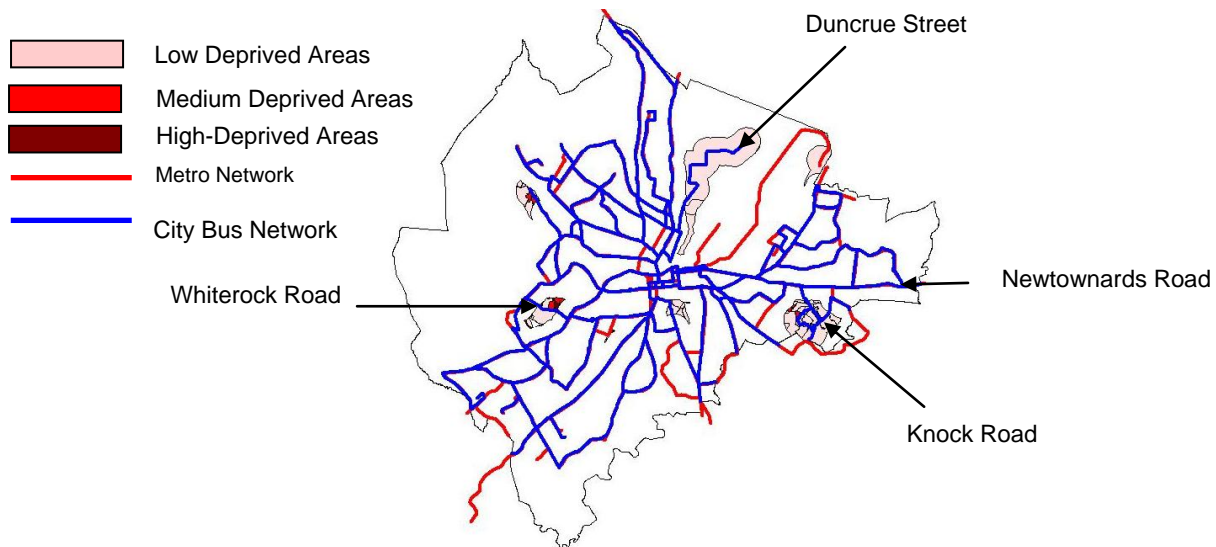 Duncrue Street
Low Deprived Areas
Medium Deprived Areas
High-Deprived Areas
Metro Network
City Bus Network
Whiterock Road
Newtownards Road
Knock Road